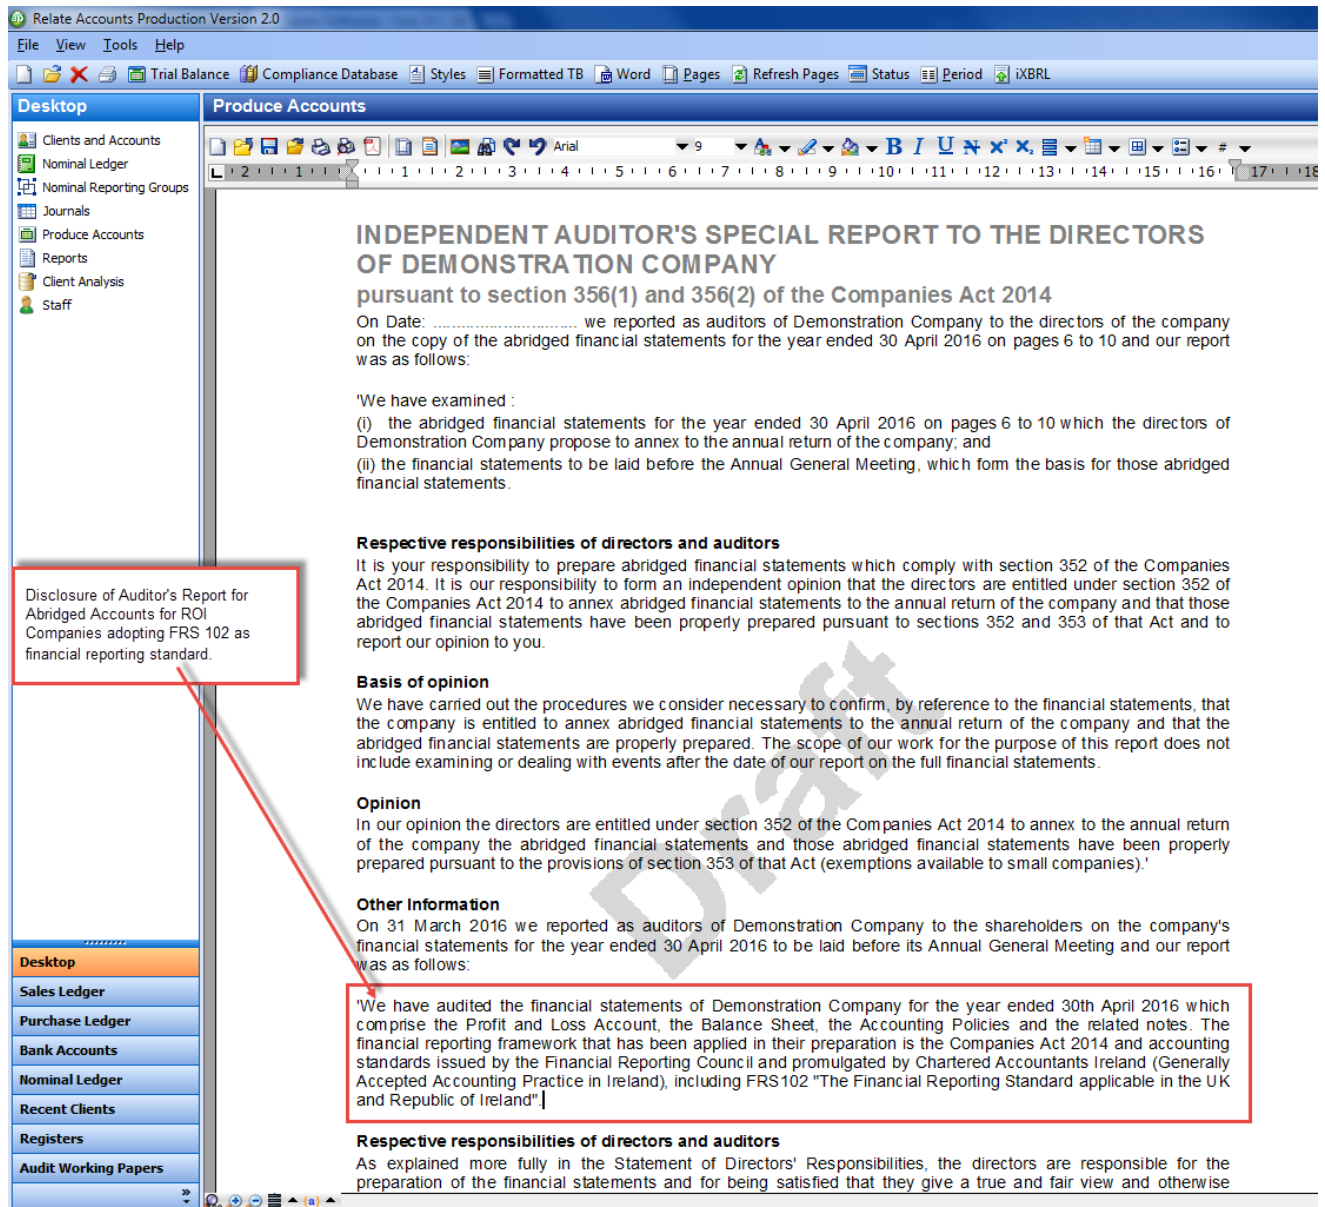 Relate Accounts Production Version 2.0
File View Tools Help
Trial Balance Compliance Database Styles Formatted TB Word Pages Refresh Pages Status Period iXBRL
Desktop
Produce Accounts
Clients and Accounts
Nominal Ledger
Nominal Reporting Groups
Journals
Produce Accounts
Reports
Client Analysis
Staff
Arial 9 B I U N x² x₂ #
2 1 1 2 3 4 5 6 7 8 9 10 11 12 13 14 15 16 17 18
INDEPENDENT AUDITOR'S SPECIAL REPORT TO THE DIRECTORS
OF DEMONSTRATION COMPANY
pursuant to section 356(1) and 356(2) of the Companies Act 2014
On Date: ............................... we reported as auditors of Demonstration Company to the directors of the company
on the copy of the abridged financial statements for the year ended 30 April 2016 on pages 6 to 10 and our report
was as follows:
'We have examined :
(i) the abridged financial statements for the year ended 30 April 2016 on pages 6 to 10 which the directors of
Demonstration Company propose to annex to the annual return of the company; and
(ii) the financial statements to be laid before the Annual General Meeting, which form the basis for those abridged
financial statements.
Respective responsibilities of directors and auditors
It is your responsibility to prepare abridged financial statements which comply with section 352 of the Companies
Act 2014. It is our responsibility to form an independent opinion that the directors are entitled under section 352 of
the Companies Act 2014 to annex abridged financial statements to the annual return of the company and that those
abridged financial statements have been properly prepared pursuant to sections 352 and 353 of that Act and to
report our opinion to you.
Disclosure of Auditor's Report for
Abridged Accounts for ROI
Companies adopting FRS 102 as
financial reporting standard.
Basis of opinion
We have carried out the procedures we consider necessary to confirm, by reference to the financial statements, that
the company is entitled to annex abridged financial statements to the annual return of the company and that the
abridged financial statements are properly prepared. The scope of our work for the purpose of this report does not
include examining or dealing with events after the date of our report on the full financial statements.
Opinion
In our opinion the directors are entitled under section 352 of the Companies Act 2014 to annex to the annual return
of the company the abridged financial statements and those abridged financial statements have been properly
prepared pursuant to the provisions of section 353 of that Act (exemptions available to small companies).'
Draft
Other Information
On 31 March 2016 we reported as auditors of Demonstration Company to the shareholders on the company's
financial statements for the year ended 30 April 2016 to be laid before its Annual General Meeting and our report
was as follows:
'We have audited the financial statements of Demonstration Company for the year ended 30th April 2016 which
comprise the Profit and Loss Account, the Balance Sheet, the Accounting Policies and the related notes. The
financial reporting framework that has been applied in their preparation is the Companies Act 2014 and accounting
standards issued by the Financial Reporting Council and promulgated by Chartered Accountants Ireland (Generally
Accepted Accounting Practice in Ireland), including FRS102 "The Financial Reporting Standard applicable in the UK
and Republic of Ireland".
Respective responsibilities of directors and auditors
As explained more fully in the Statement of Directors' Responsibilities, the directors are responsible for the
preparation of the financial statements and for being satisfied that they give a true and fair view and otherwise
Desktop
Sales Ledger
Purchase Ledger
Bank Accounts
Nominal Ledger
Recent Clients
Registers
Audit Working Papers
{a}